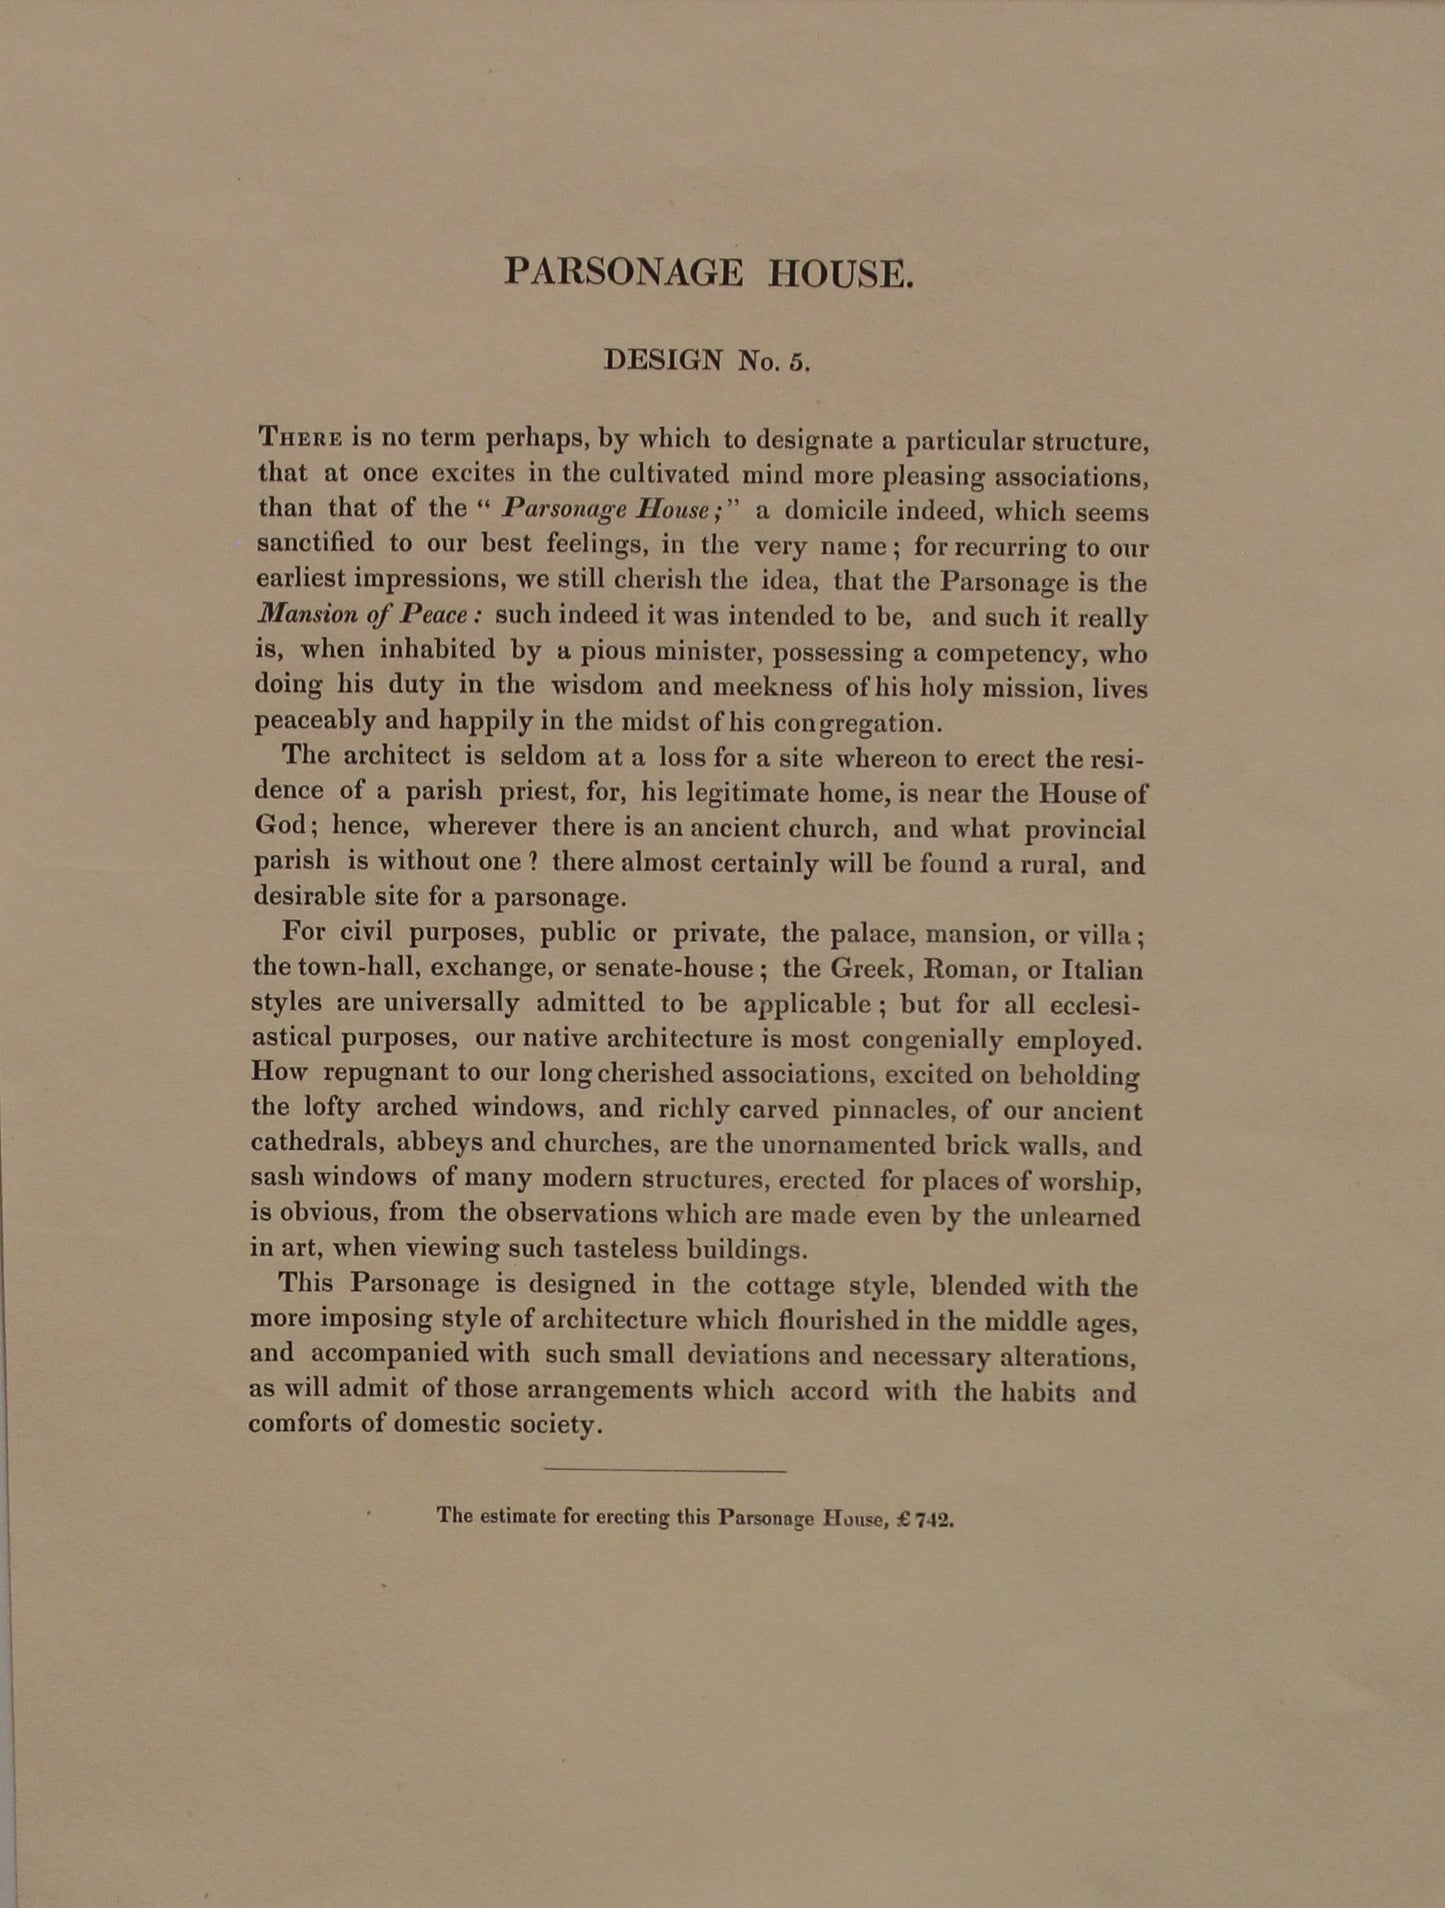 PARSONAGE HOUSE.
DESIGN No. 5.
THERE is no term perhaps, by which to designate a particular structure,
that at once excites in the cultivated mind more pleasing associations,
than that of the “ Parsonage House;” a domicile indeed, which seems
sanctified to our best feelings, in the very name; for recurring to our
earliest impressions, we still cherish the idea, that the Parsonage is the
Mansion of Peace: such indeed it was intended to be, and such it really
is, when inhabited by a pious minister, possessing a competency, who
doing his duty in the wisdom and meekness of his holy mission, lives
peaceably and happily in the midst of his congregation.
The architect is seldom at a loss for a site whereon to erect the resi-
dence of a parish priest, for, his legitimate home, is near the House of
God; hence, wherever there is an ancient church, and what provincial
parish is without one? there almost certainly will be found a rural, and
desirable site for a parsonage.
For civil purposes, public or private, the palace, mansion, or villa;
the town-hall, exchange, or senate-house; the Greek, Roman, or Italian
styles are universally admitted to be applicable; but for all ecclesi-
astical purposes, our native architecture is most congenially employed.
How repugnant to our long cherished associations, excited on beholding
the lofty arched windows, and richly carved pinnacles, of our ancient
cathedrals, abbeys and churches, are the unornamented brick walls, and
sash windows of many modern structures, erected for places of worship,
is obvious, from the observations which are made even by the unlearned
in art, when viewing such tasteless buildings.
This Parsonage is designed in the cottage style, blended with the
more imposing style of architecture which flourished in the middle ages,
and accompanied with such small deviations and necessary alterations,
as will admit of those arrangements which accord with the habits and
comforts of domestic society.
The estimate for erecting this Parsonage House, £742.